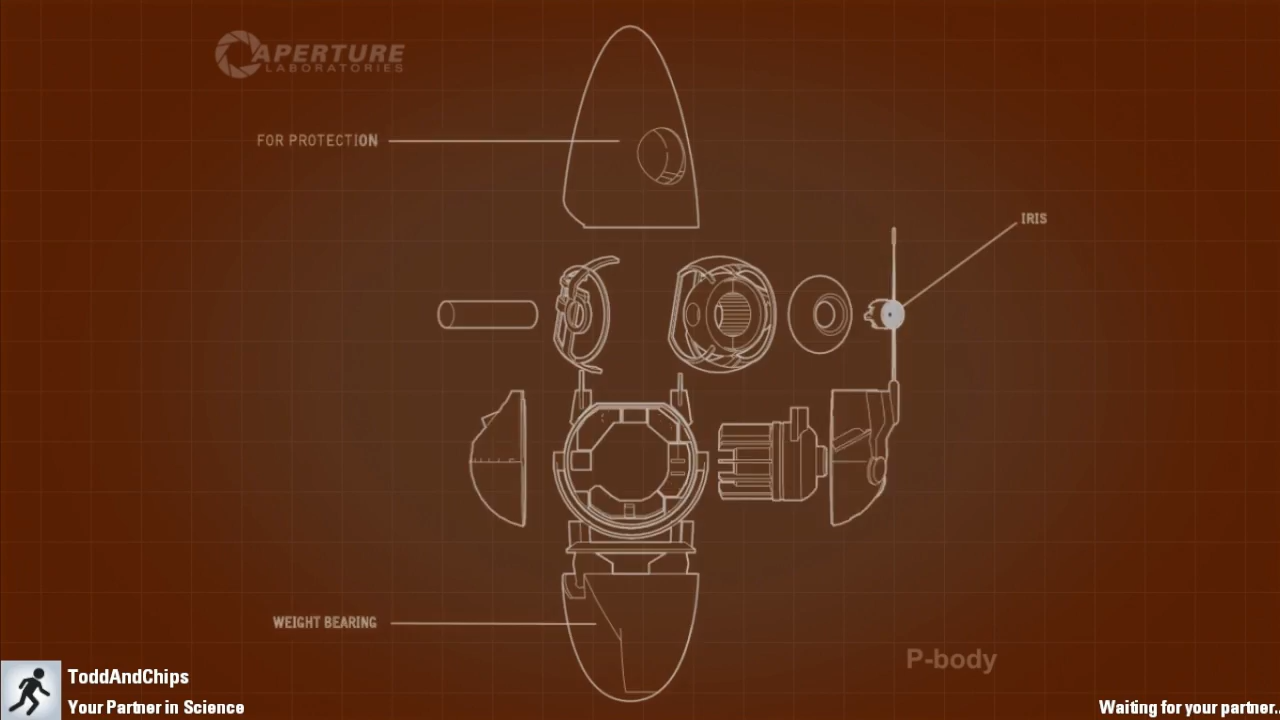 APERTURE
LABORATORIES
FOR PROTECTION
IRIS
WEIGHT BEARING
P-body
ToddAndChips
Your Partner in Science
Waiting for your partner..